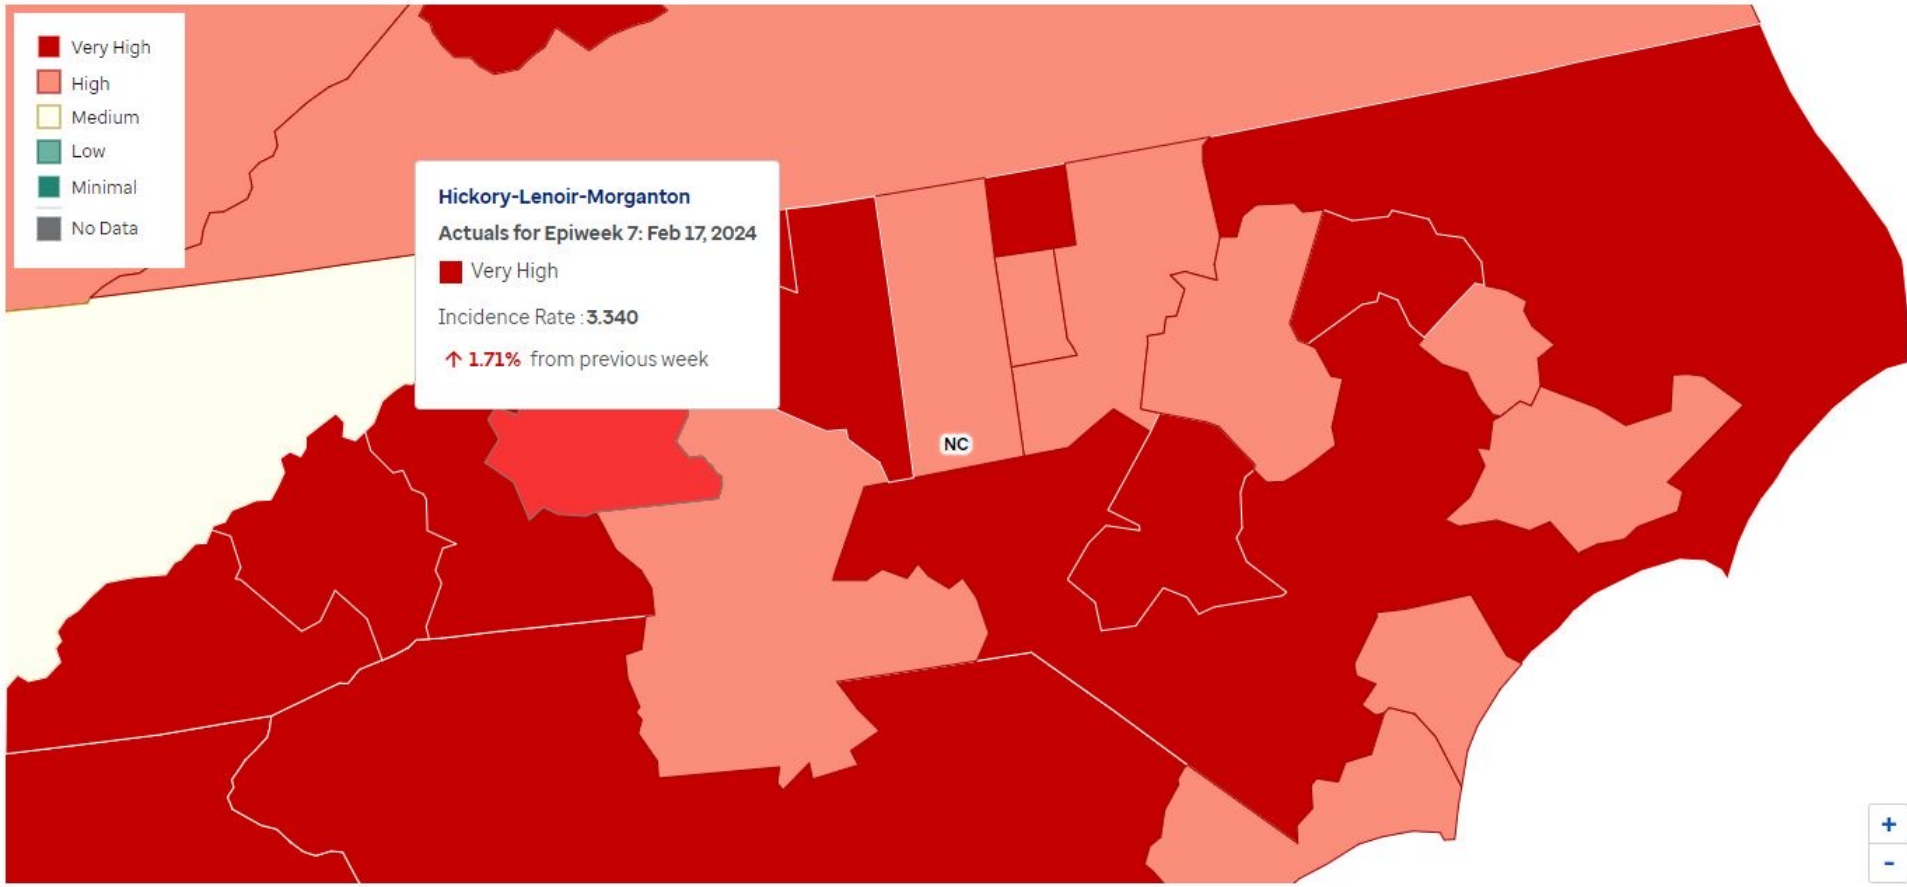 Very High
High
Medium
Low
Minimal
No Data
Hickory-Lenoir-Morganton
Actuals for Epiweek 7: Feb 17, 2024
Very High
Incidence Rate : 3.340
↑ 1.71% from previous week
NC
+
-